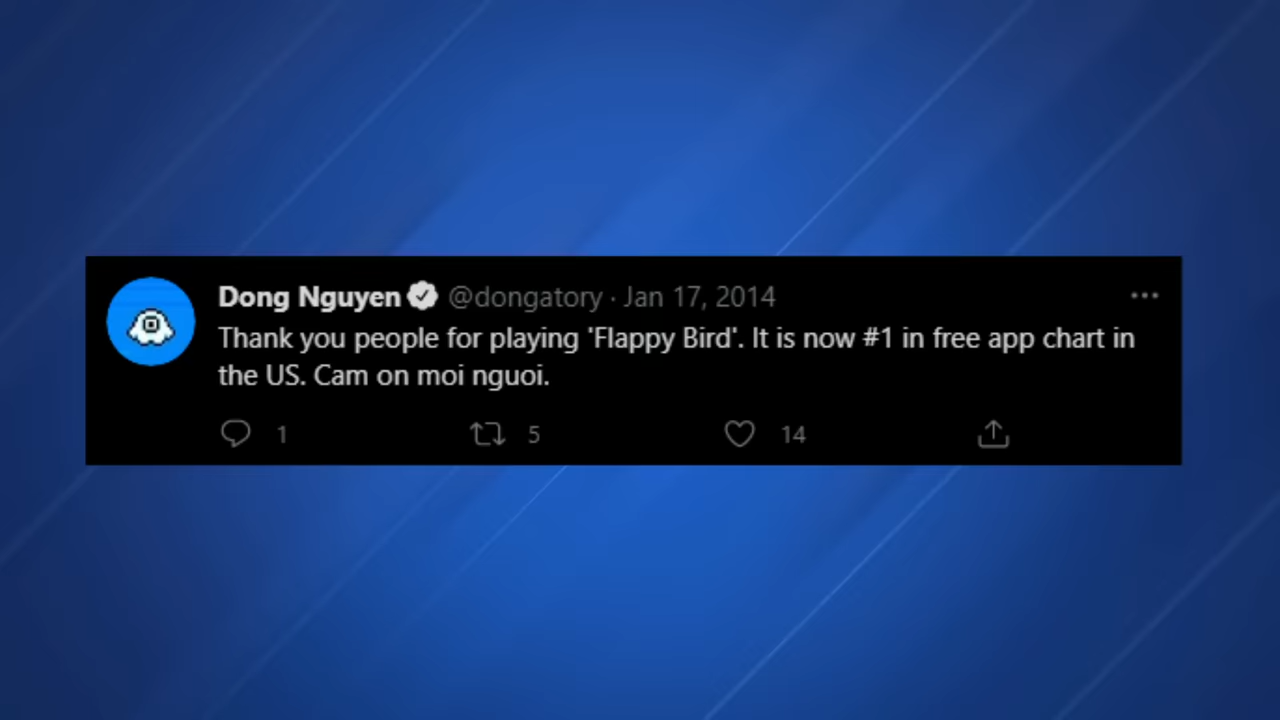 Dong Nguyen @dongatory · Jan 17, 2014
Thank you people for playing 'Flappy Bird'. It is now #1 in free app chart in
the US. Cam on moi nguoi.
1 5 14